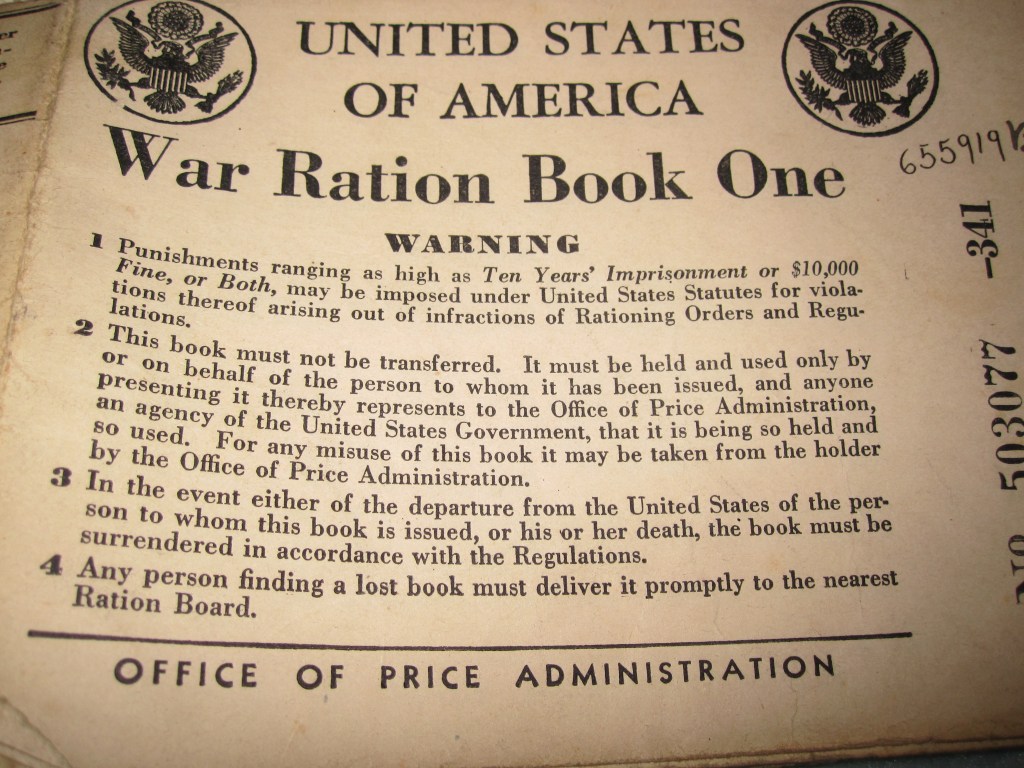 UNITED STATES
OF AMERICA
War Ration Book One
WARNING
1 Punishments ranging as high as Ten Years' Imprisonment or $10,000
Fine, or Both, may be imposed under United States Statutes for viola-
tions thereof arising out of infractions of Rationing Orders and Regu-
lations.
2 This book must not be transferred. It must be held and used only by
or on behalf of the person to whom it has been issued, and anyone
presenting it thereby represents to the Office of Price Administration,
an agency of the United States Government, that it is being so held and
so used. For any misuse of this book it may be taken from the holder
by the Office of Price Administration.
3 In the event either of the departure from the United States of the per-
son to whom this book is issued, or his or her death, the book must be
surrendered in accordance with the Regulations.
4 Any person finding a lost book must deliver it promptly to the nearest
Ration Board.
OFFICE OF PRICE ADMINISTRATION
655919
No 503077 -341
er